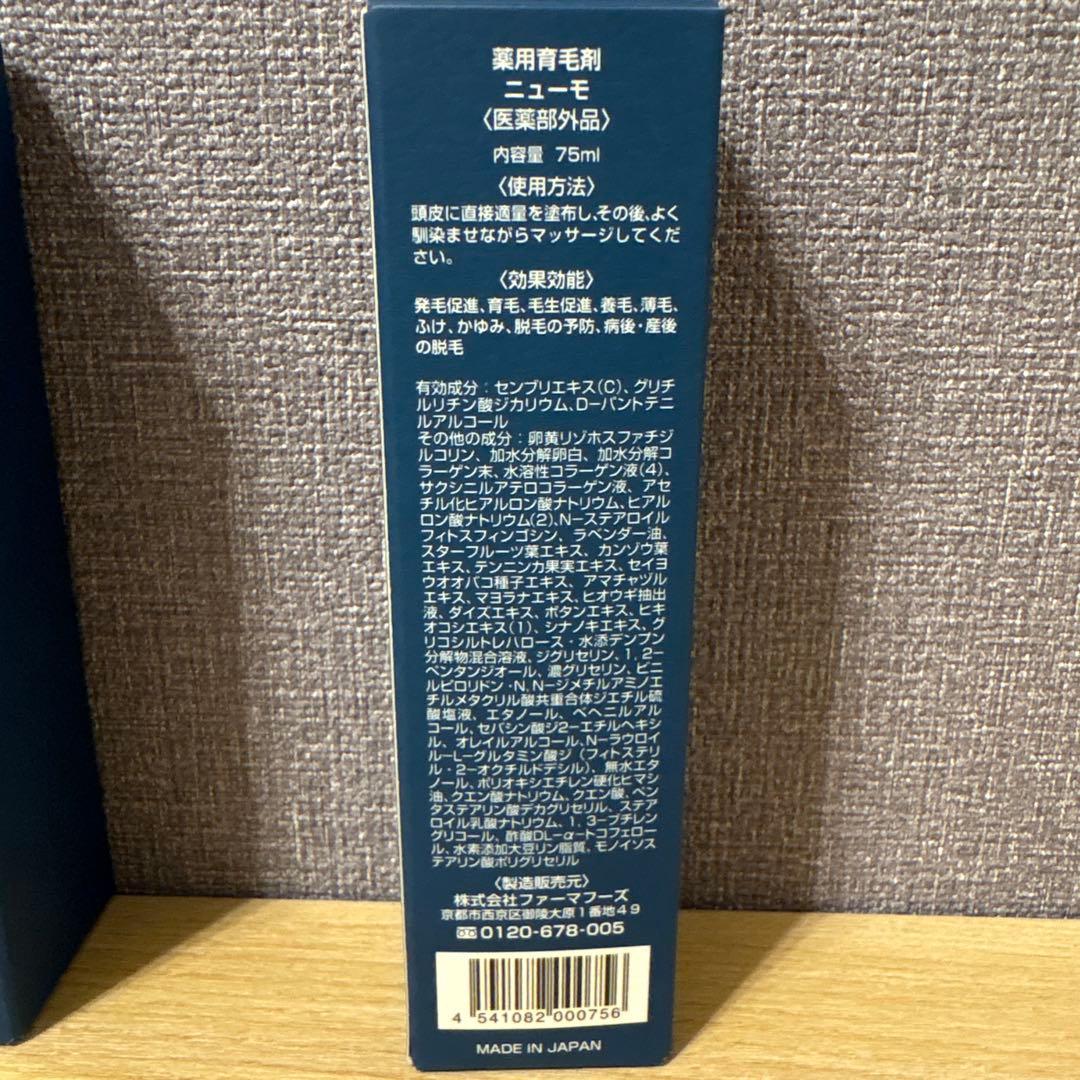 薬用育毛剤
ニューモ
〈医薬部外品〉
内容量 75ml
〈使用方法〉
頭皮に直接適量を塗布し、その後、よく
馴染ませながらマッサージしてくだ
さい。
〈効果効能〉
発毛促進、育毛、毛生促進、養毛、薄毛、
ふけ、かゆみ、脱毛の予防、病後・産後
の脱毛
有効成分：センブリエキス(C)、グリチ
ルリチン酸ジカリウム、D-パントテニ
ルアルコール
その他の成分：卵黄リゾホスファチジ
ルコリン、加水分解卵白、加水分解コ
ラーゲン末、水溶性コラーゲン液(4)、
サクシニルアテロコラーゲン液、アセ
チル化ヒアルロン酸ナトリウム、ヒアル
ロン酸ナトリウム(2)、N-ステアロイル
フィトスフィンゴシン、ラベンダー油、
スターフルーツ葉エキス、カンゾウ葉
エキス、テンニンカ果実エキス、セイヨ
ウオオバコ種子エキス、アマチャヅル
エキス、マヨラナエキス、ヒオウギ抽出
液、ダイズエキス、ボタンエキス、ヒキ
オコシエキス(1)、シナノキエキス、グ
リコシルトレハロース・水添デンプン
分解物混合溶液、ジグリセリン、1,2-
ペンタンジオール、濃グリセリン、ビニ
ルピロリドン・N,N-ジメチルアミノエ
チルメタクリル酸共重合体ジエチル硫
酸塩液、エタノール、ベヘニルアル
コール、セバシン酸ジ2-エチルヘキシ
ル、オレイルアルコール、N-ラウロイ
ル-L-グルタミン酸ジ(フィトステリ
ル・2-オクチルドデシル)、無水エタ
ノール、ポリオキシエチレン硬化ヒマシ
油、クエン酸ナトリウム、クエン酸、ペン
タステアリン酸デカグリセリル、ステア
ロイル乳酸ナトリウム、1,3-ブチレン
グリコール、酢酸DL-α-トコフェロー
ル、水素添加大豆リン脂質、モノイソス
テアリン酸ポリグリセリル
〈製造販売元〉
株式会社ファーマフーズ
京都市西京区御陵大原1番地49
0120-678-005
4 541082 000756
MADE IN JAPAN